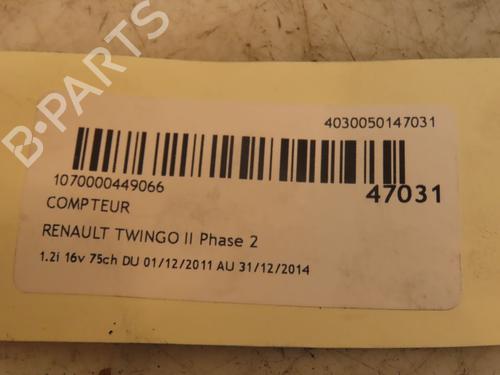 4030050147031
1070000449066
47031
COMPTEUR
RENAULT TWINGO II Phase 2
1.2i 16v 75ch DU 01/12/2011 AU 31/12/2014
B-PARTS